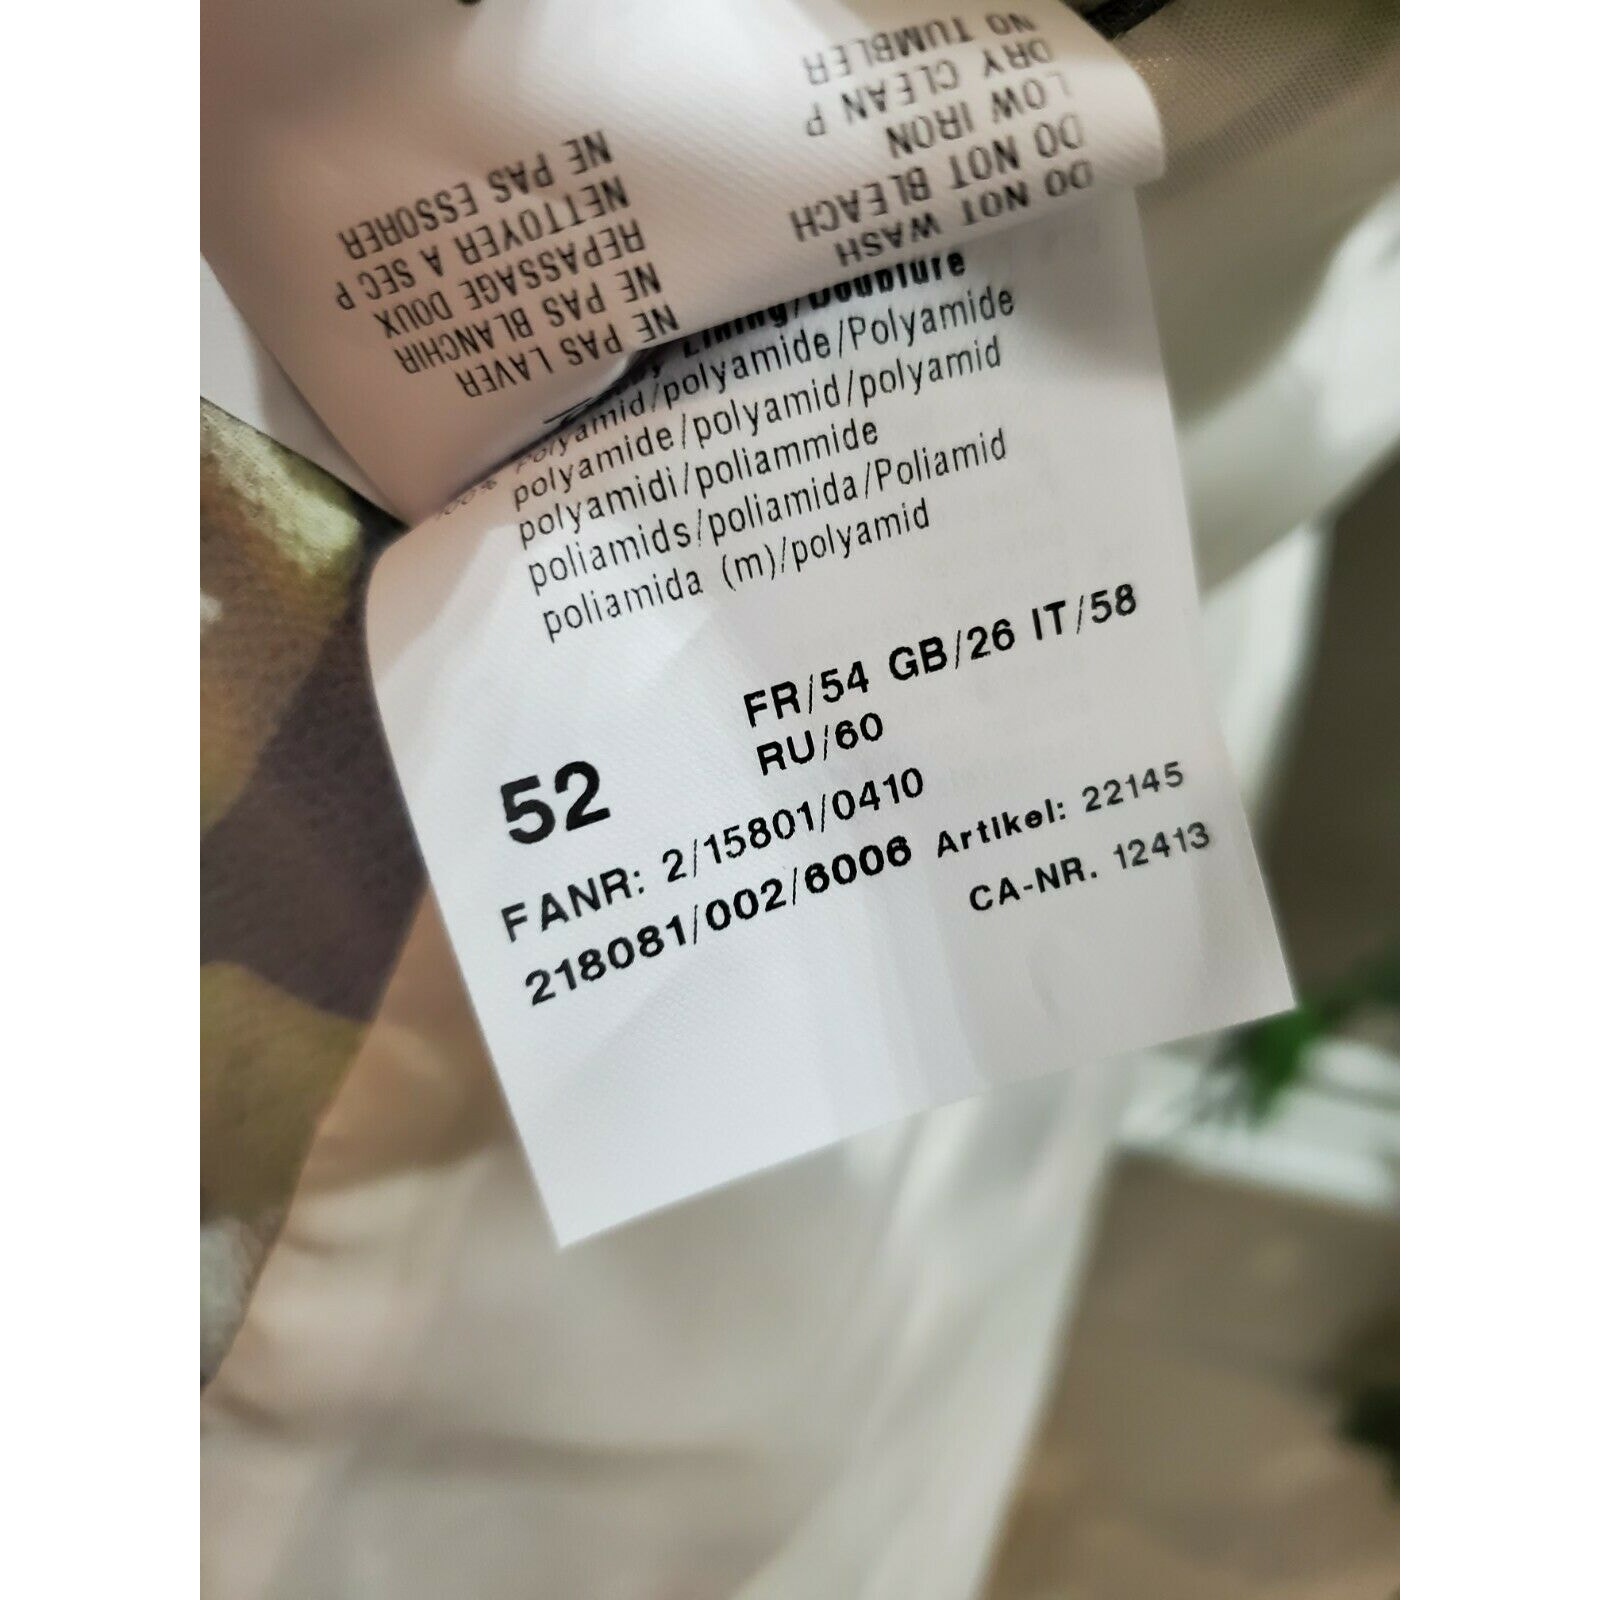 DO NOT WASH
DO NOT BLEACH
LOW IRON
DRY CLEAN P
NO TUMBLER
NE PAS LAVER
NE PAS BLANCHIR
REPASSAGE DOUX
NETTOYER A SEC P
NE PAS ESSORER
Lining/Doublure
100% Polyamid/polyamide/Polyamide
polyamide/polyamid/polyamid
polyamidi/poliammide
poliamids/poliamida/Poliamid
poliamida (m)/polyamid
52 FR/54 GB/26 IT/58
RU/60
FANR: 2/15801/0410
218081/002/6006 Artikel: 22145
CA-NR. 12413